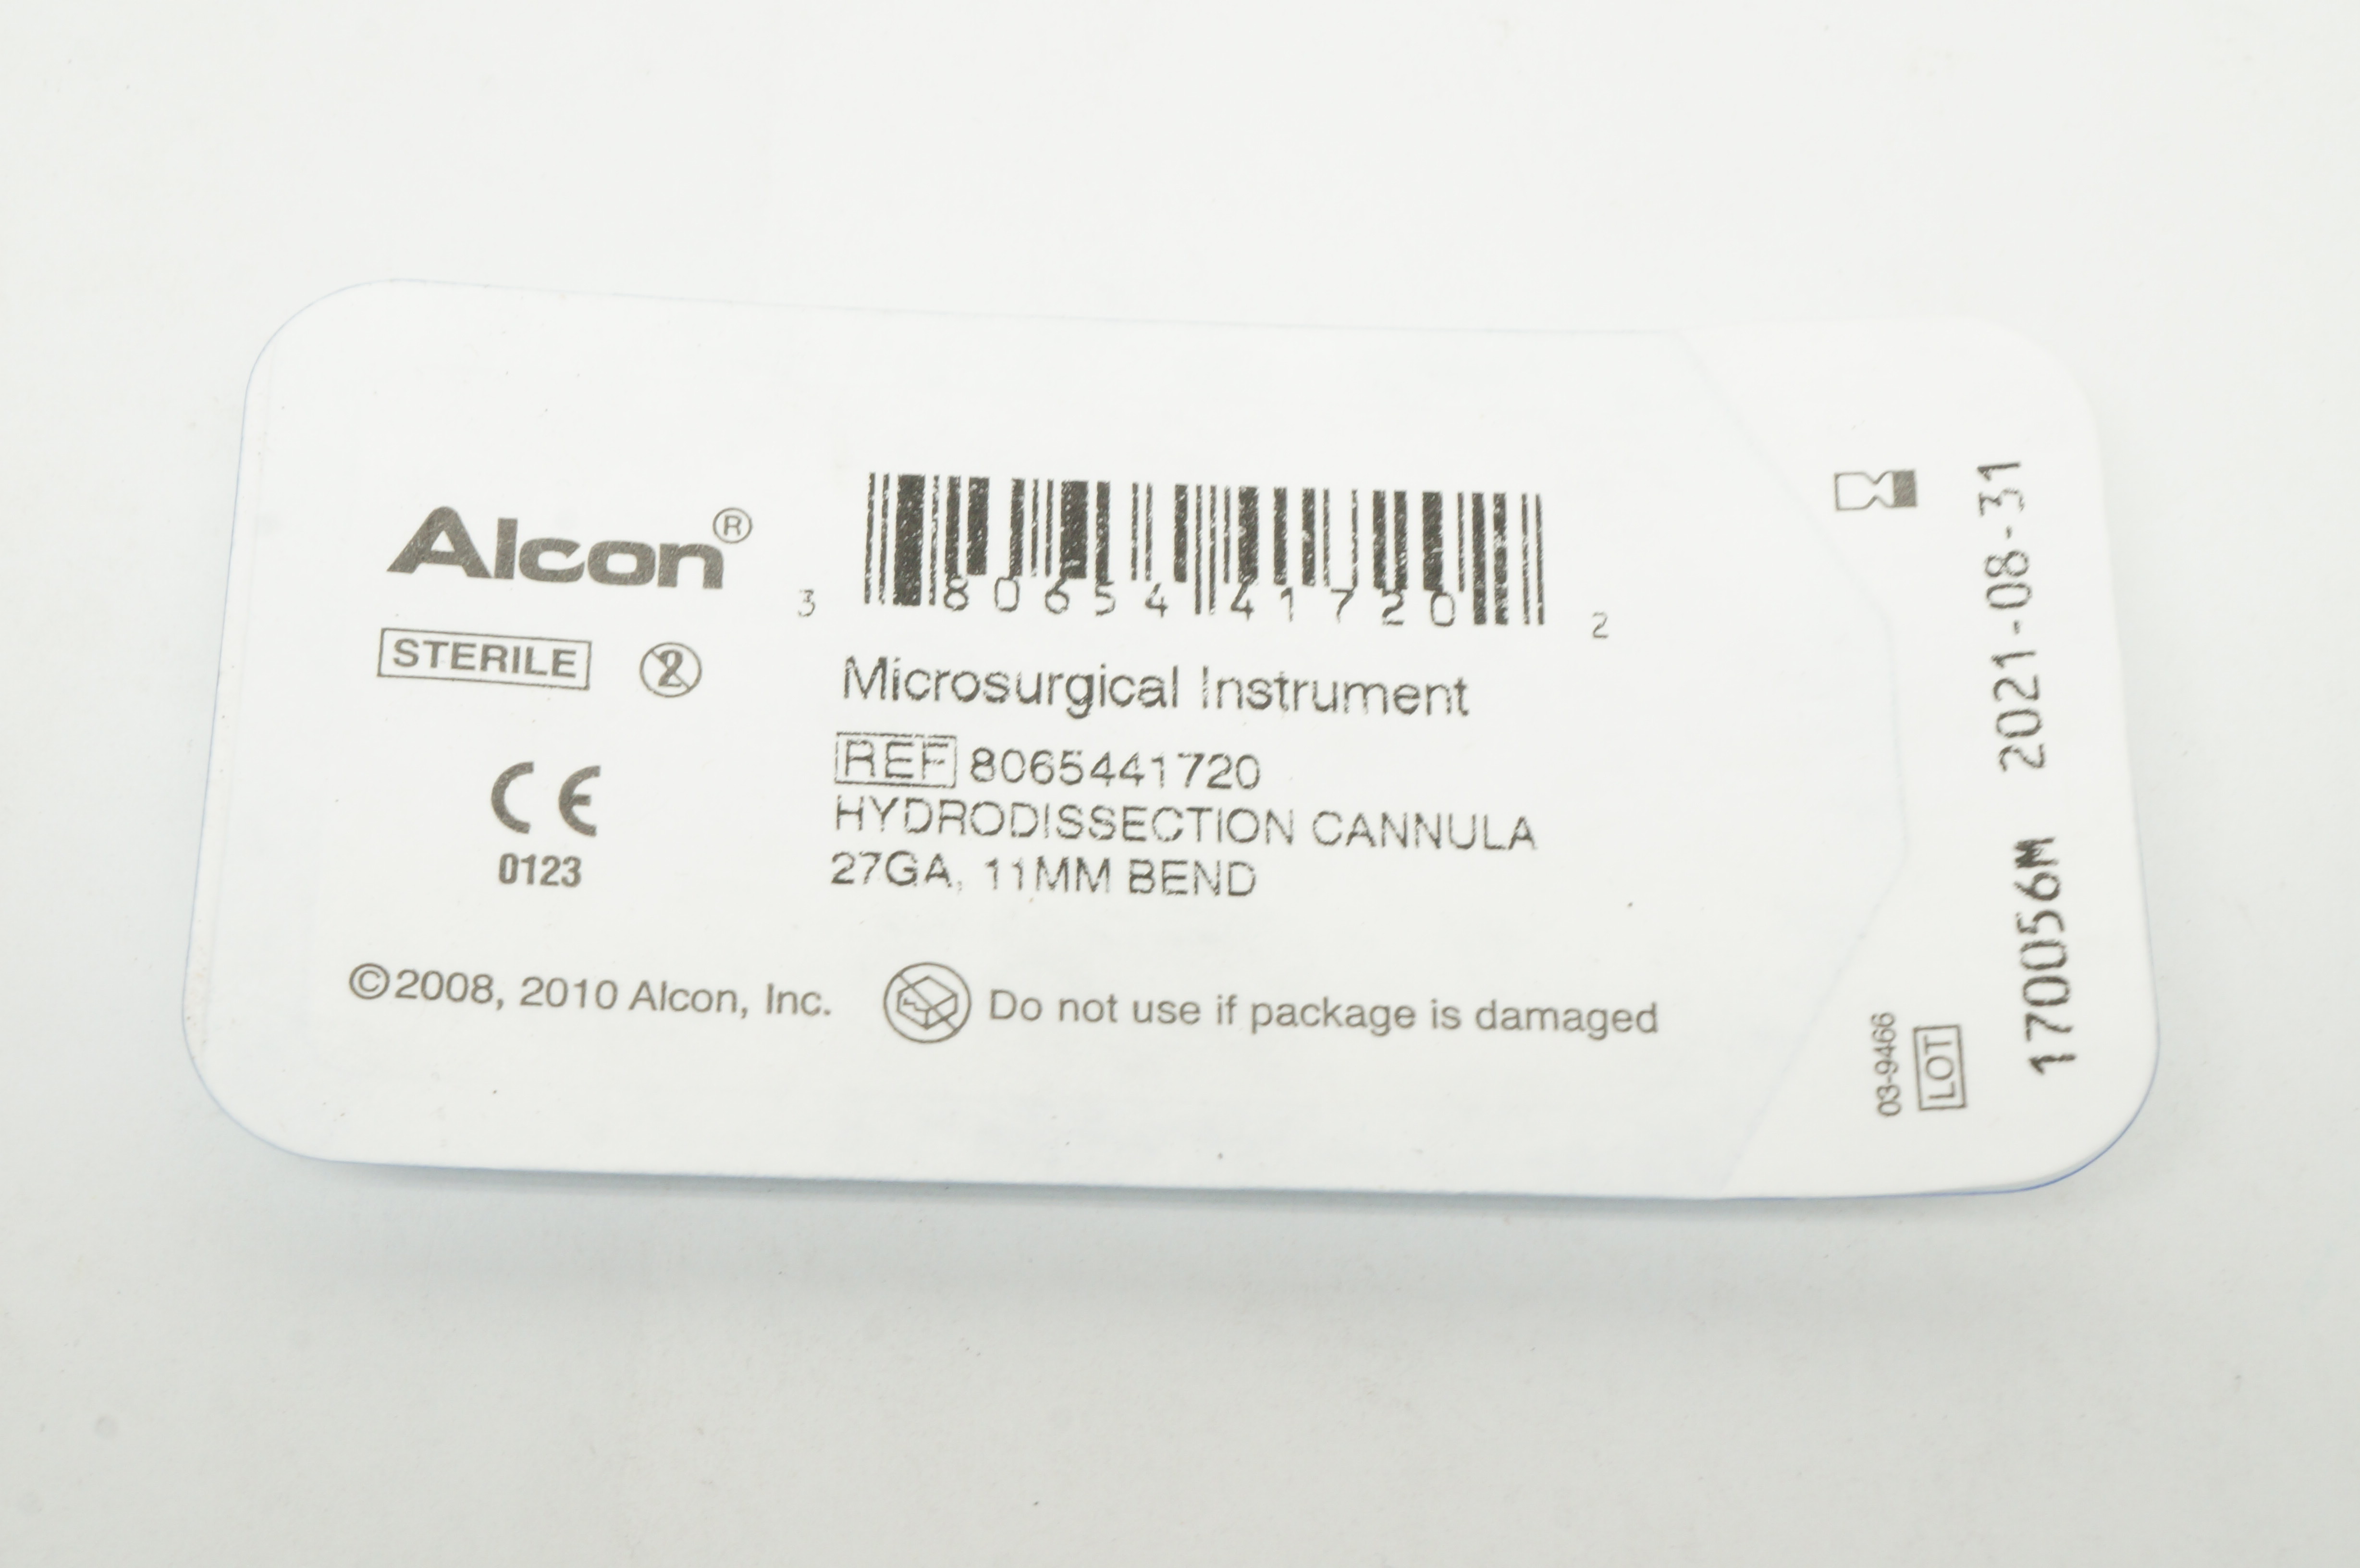 Alcon®
3 80654 41720 2
STERILE 2
Microsurgical Instrument
REF 8065441720
HYDRODISSECTION CANNULA
27GA, 11MM BEND
CE
0123
©2008, 2010 Alcon, Inc.
Do not use if package is damaged
03-9466
LOT
170056M 2021-08-31